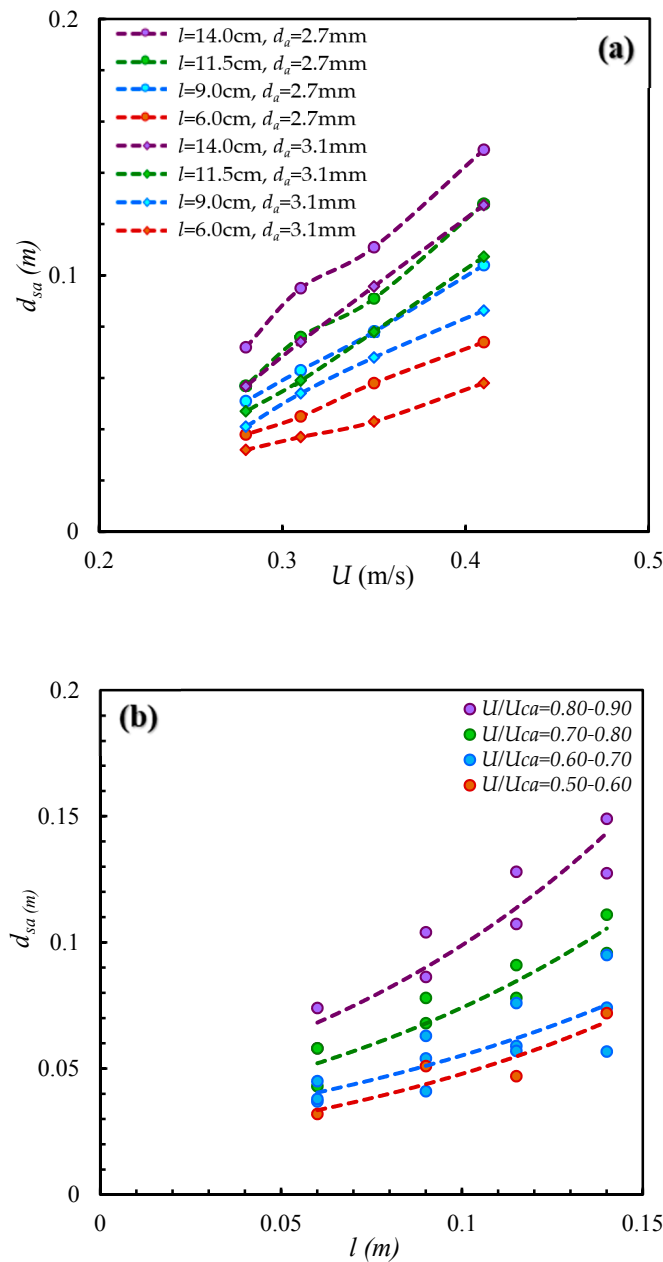 0.2
(a)
l=14.0cm, da=2.7mm
l=11.5cm, da=2.7mm
l=9.0cm, da=2.7mm
l=6.0cm, da=2.7mm
l=14.0cm, da=3.1mm
l=11.5cm, da=3.1mm
l=9.0cm, da=3.1mm
l=6.0cm, da=3.1mm
dsa (m)
0.1
0
0.2 0.3 0.4 0.5
U (m/s)
0.2
(b)
U/Uca=0.80-0.90
U/Uca=0.70-0.80
U/Uca=0.60-0.70
U/Uca=0.50-0.60
0.15
dsa (m)
0.1
0.05
0
0 0.05 0.1 0.15
l (m)